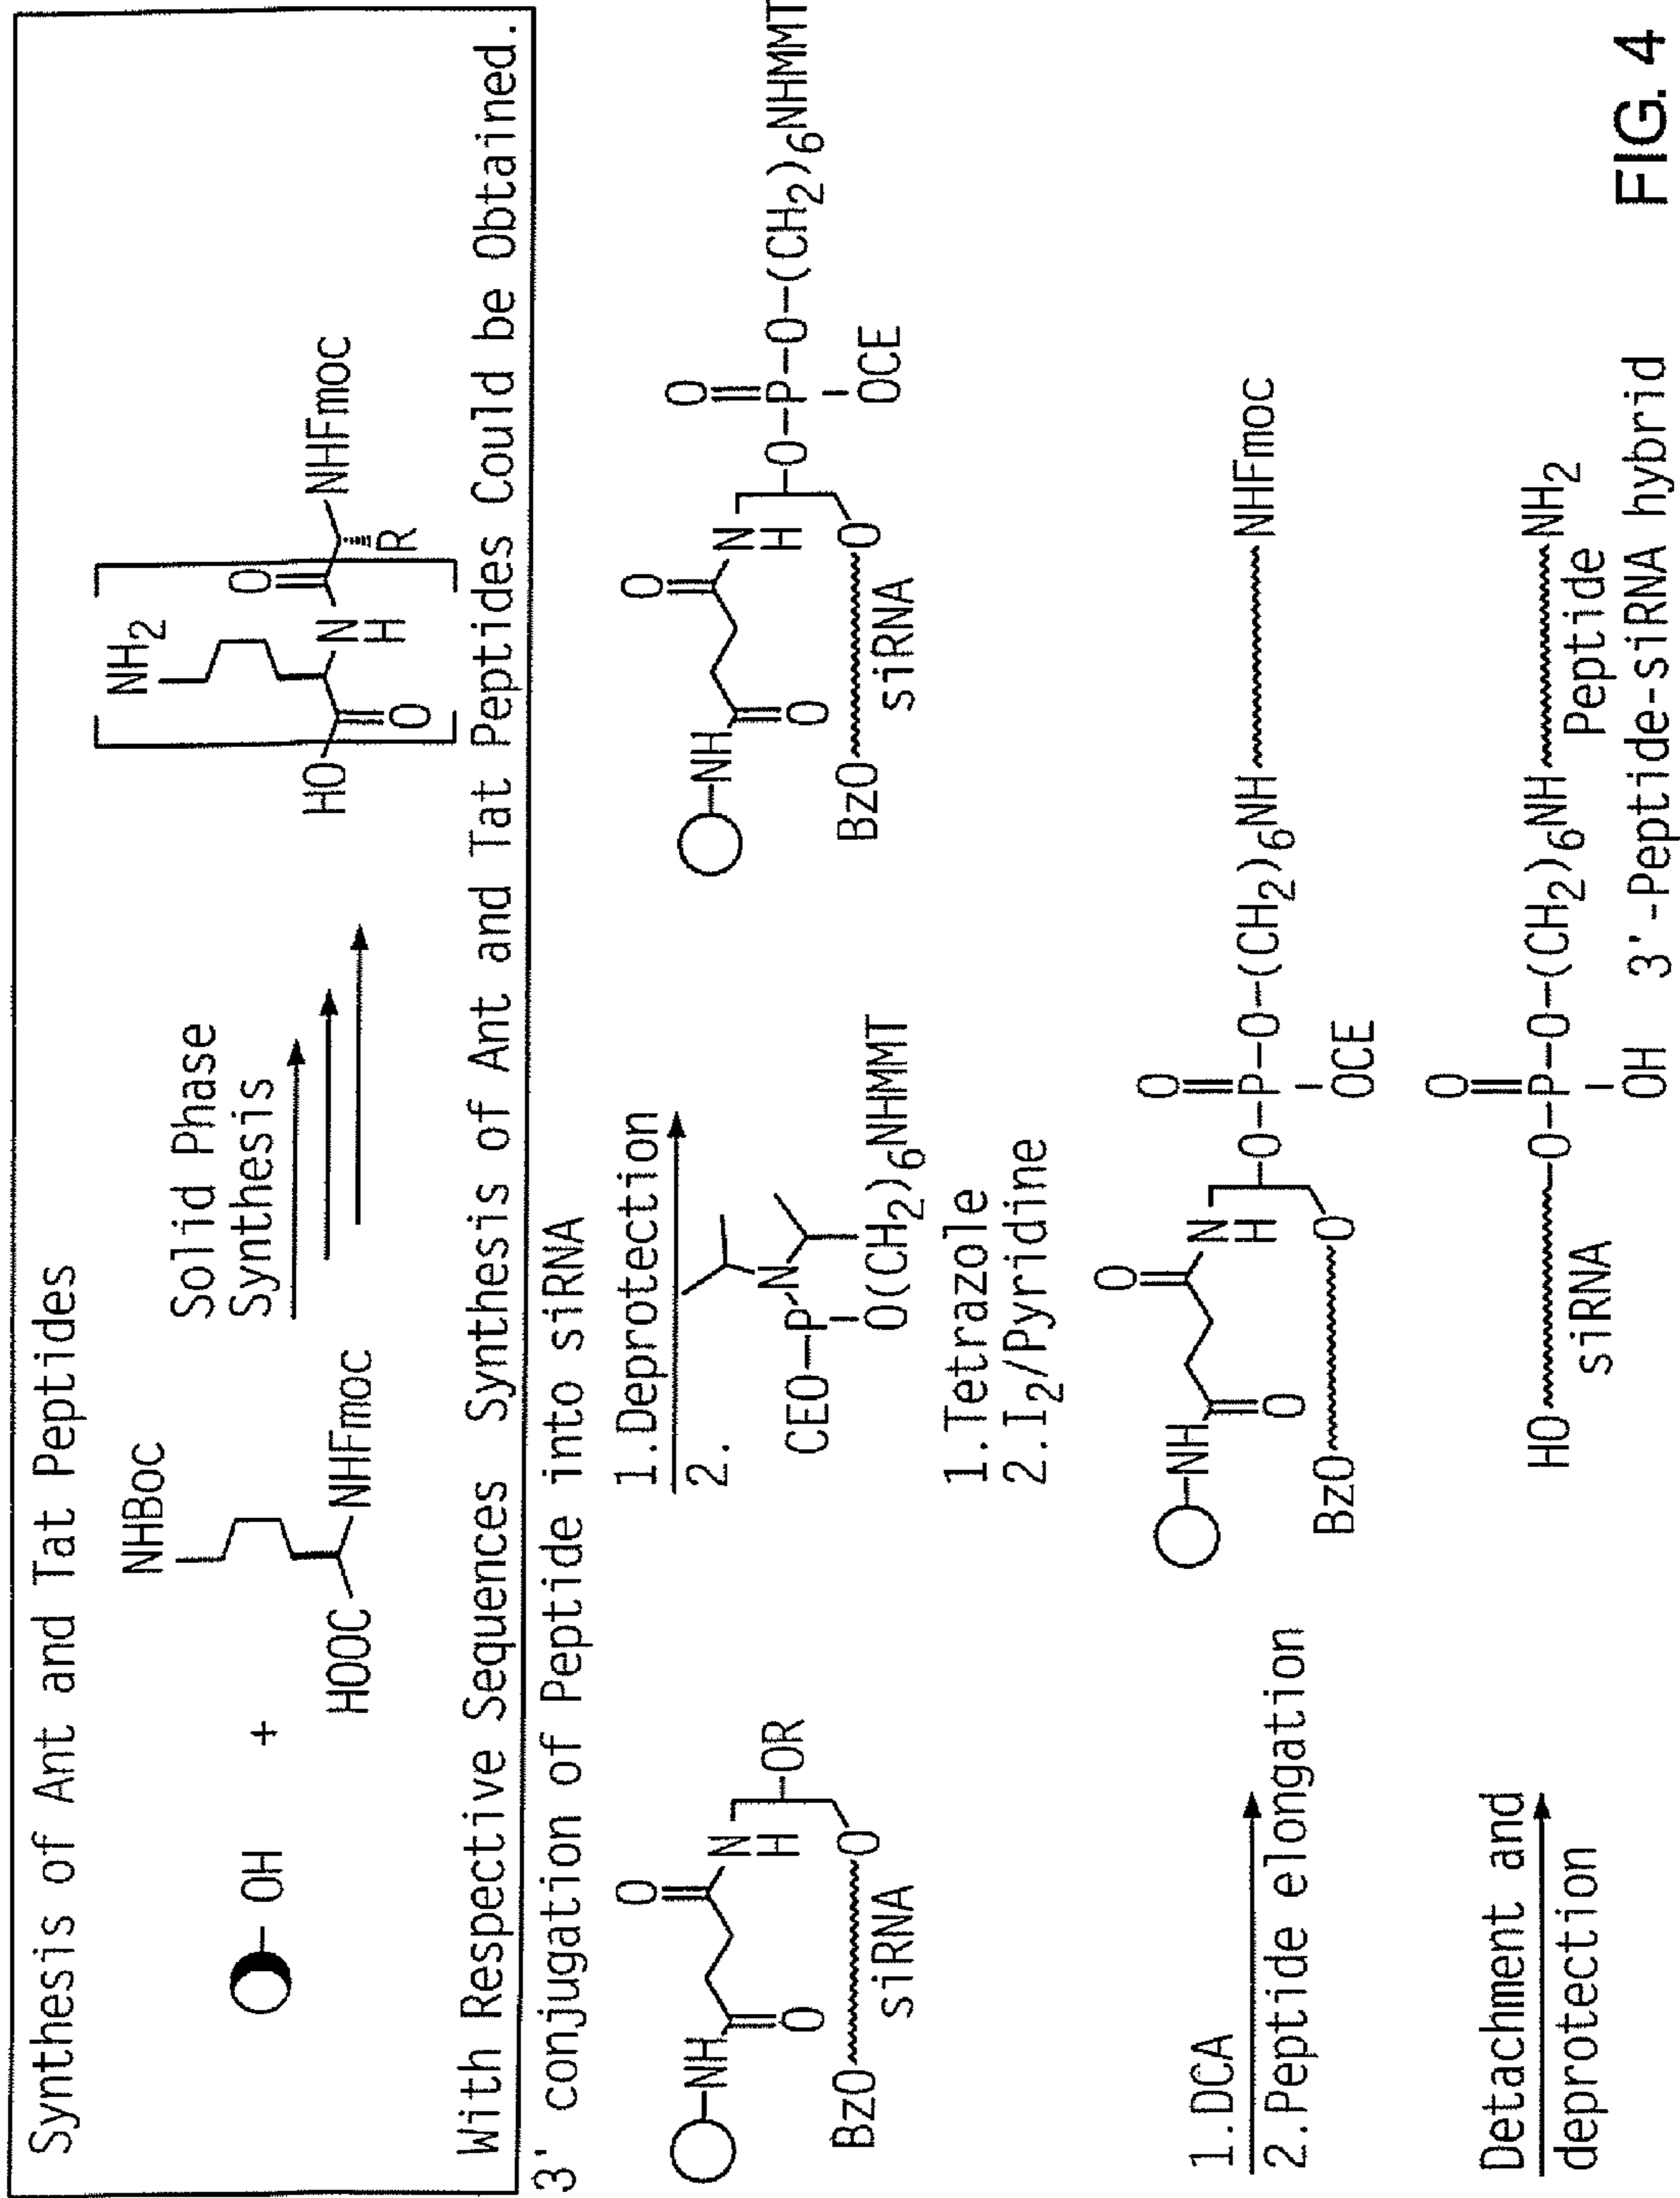 Synthesis of Ant and Tat Peptides
OH
+
NHBoc
HOOC
NHFmoc
Solid Phase
Synthesis
NH2
O
HO
O
N
H
R
NHFmoc
With Respective Sequences Synthesis of Ant and Tat Peptides Could be Obtained.
3' conjugation of Peptide into siRNA
NH
O
O
N
H
OR
O
BzO
siRNA
1.Deprotection
2.
CEO-P
N
O(CH2)6NHMMT
1.Tetrazole
2.I2/Pyridine
NH
O
O
N
H
O
O-P-O-(CH2)6NHMMT
OCE
O
BzO
siRNA
1.DCA
2.Peptide elongation
NH
O
O
N
H
O
O-P-O-(CH2)6NH
NHFmoc
OCE
O
BzO
siRNA
Detachment and
deprotection
HO
O
O-P-O-(CH2)6NH
NH2
OH
siRNA
Peptide
3'-Peptide-siRNA hybrid
FIG. 4